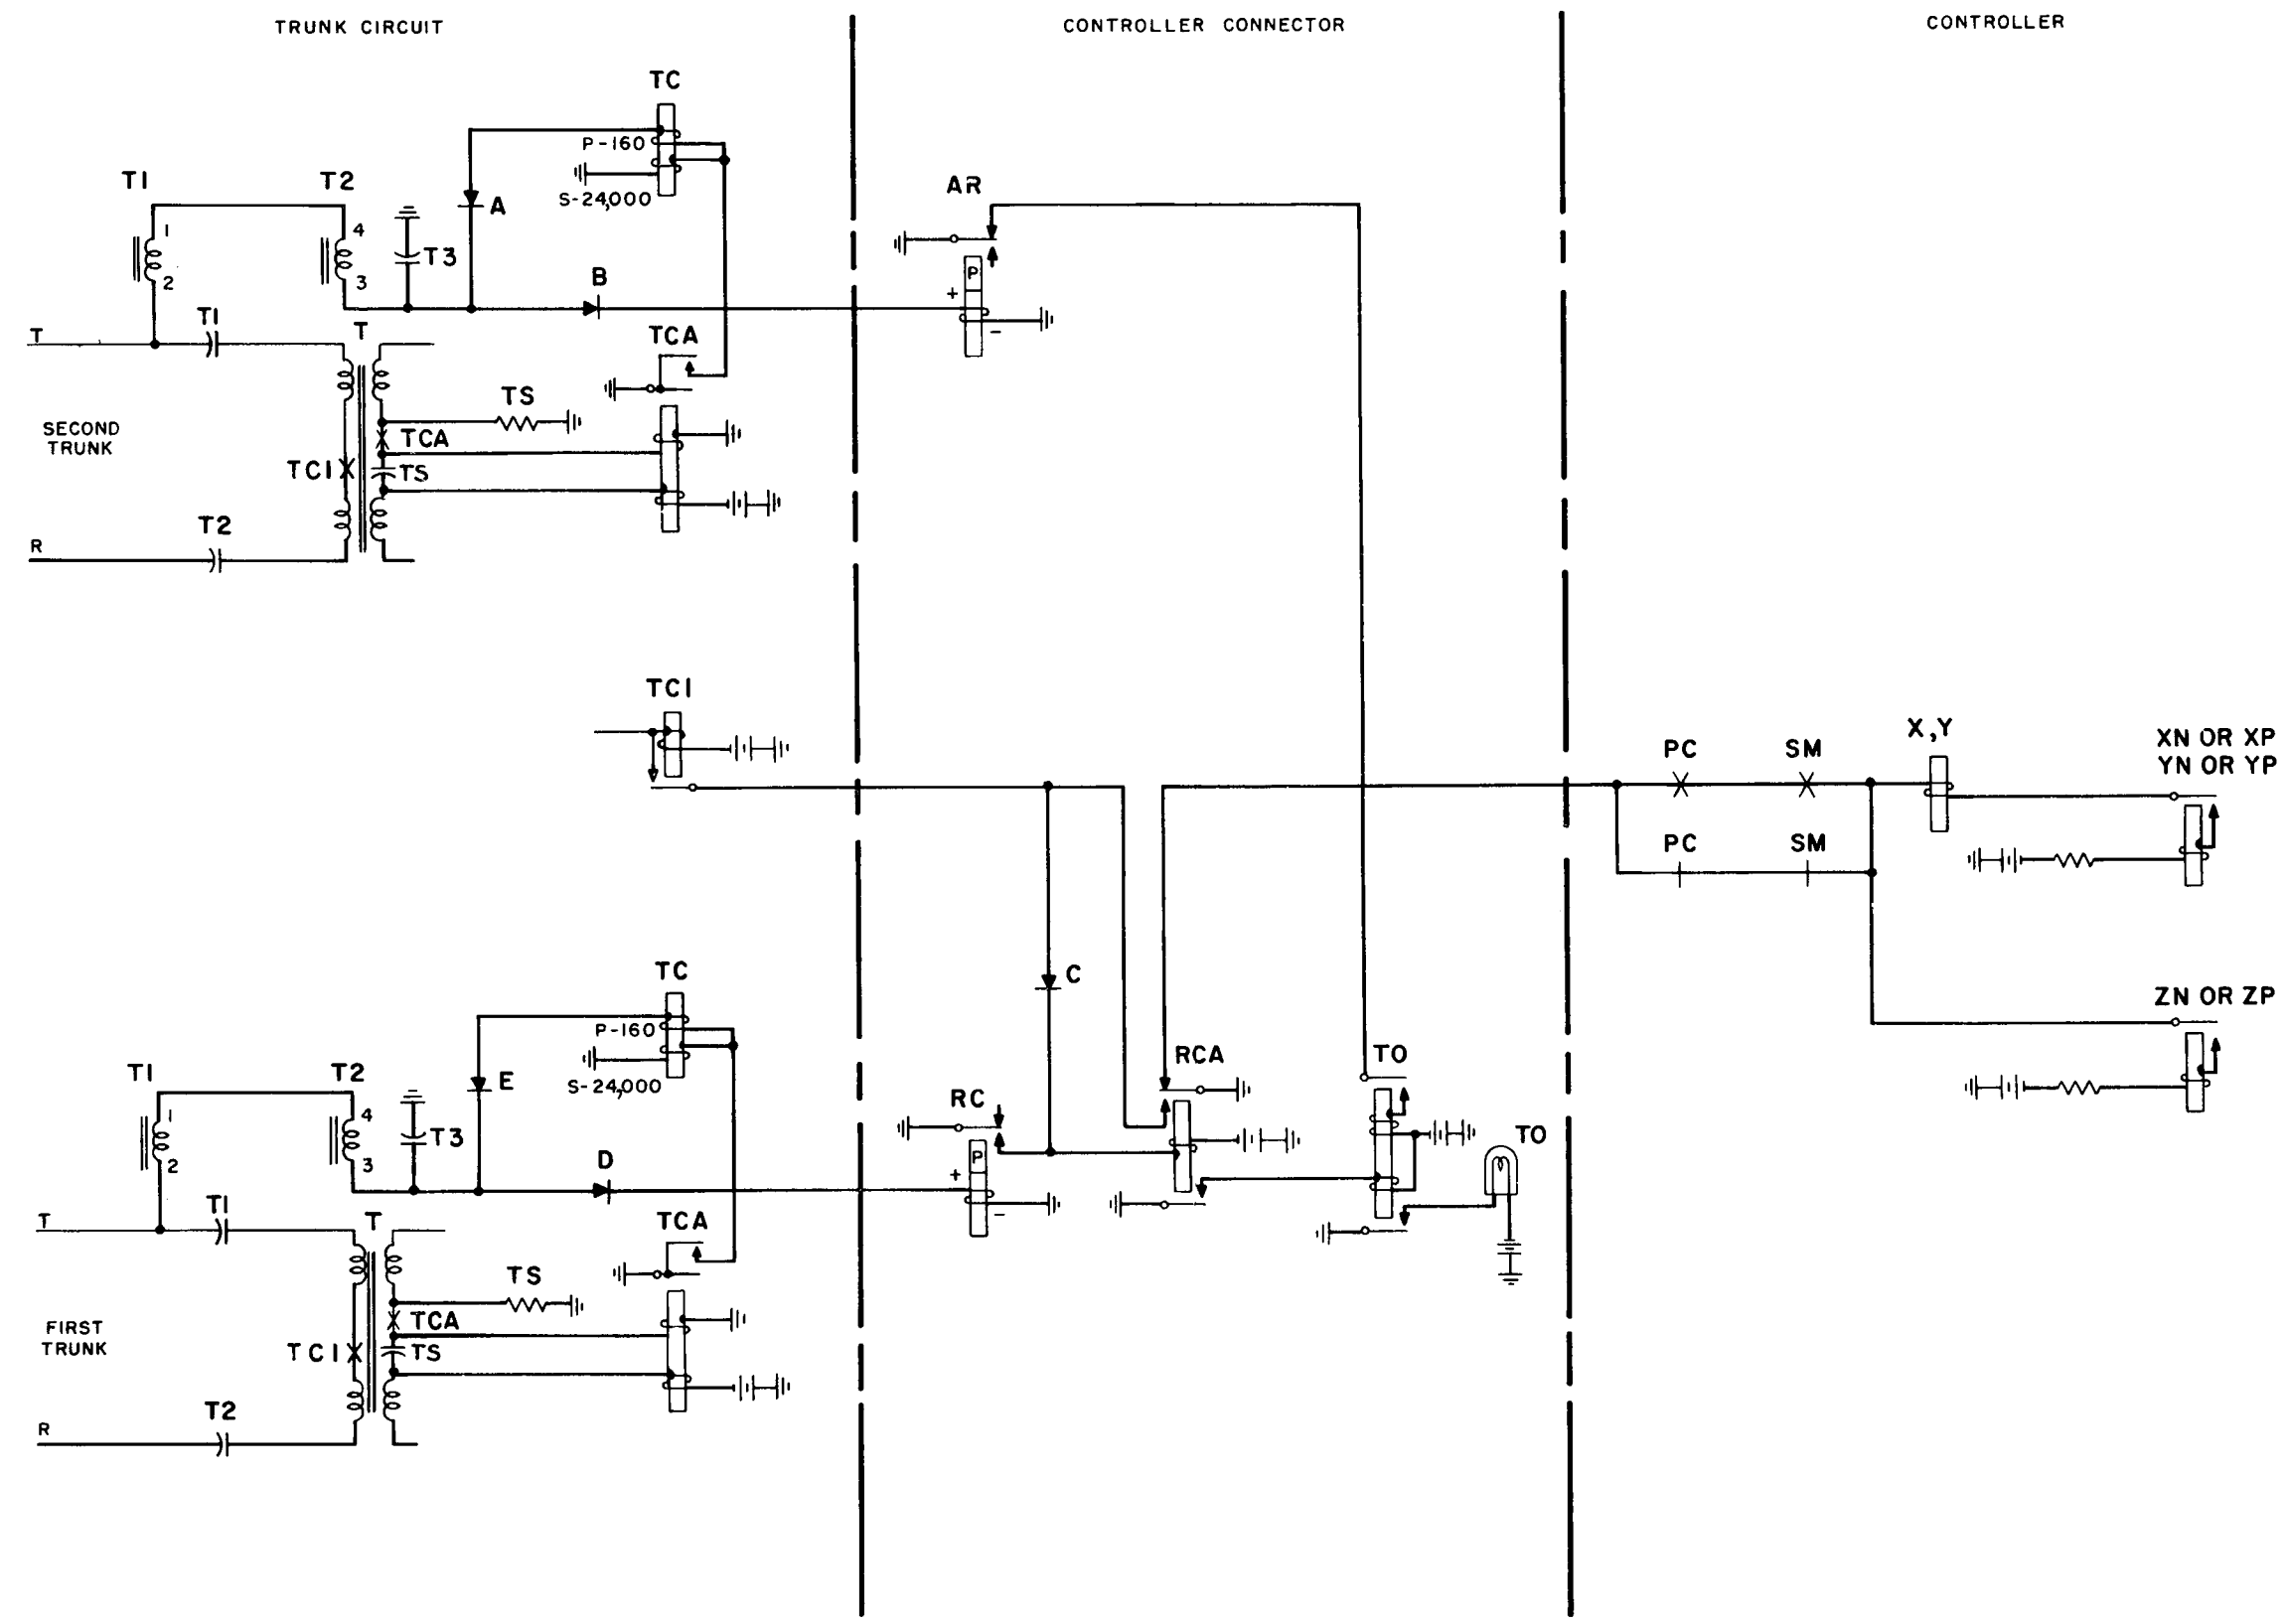 TRUNK CIRCUIT
CONTROLLER CONNECTOR
CONTROLLER
TC
P-160
S-24,000
T1
T2
1
2
4
3
A
T3
B
AR
P
+
-
T
T1
T
TCA
TS
SECOND
TRUNK
TCA
TC1
TS
R
T2
TC1
X,Y
PC
SM
XN OR XP
YN OR YP
PC
SM
TC
P-160
S-24,000
C
ZN OR ZP
T1
T2
1
2
4
3
E
T3
D
RC
P
+
-
RCA
TO
TO
T
T1
T
TCA
TS
FIRST
TRUNK
TCA
TC1
TS
R
T2